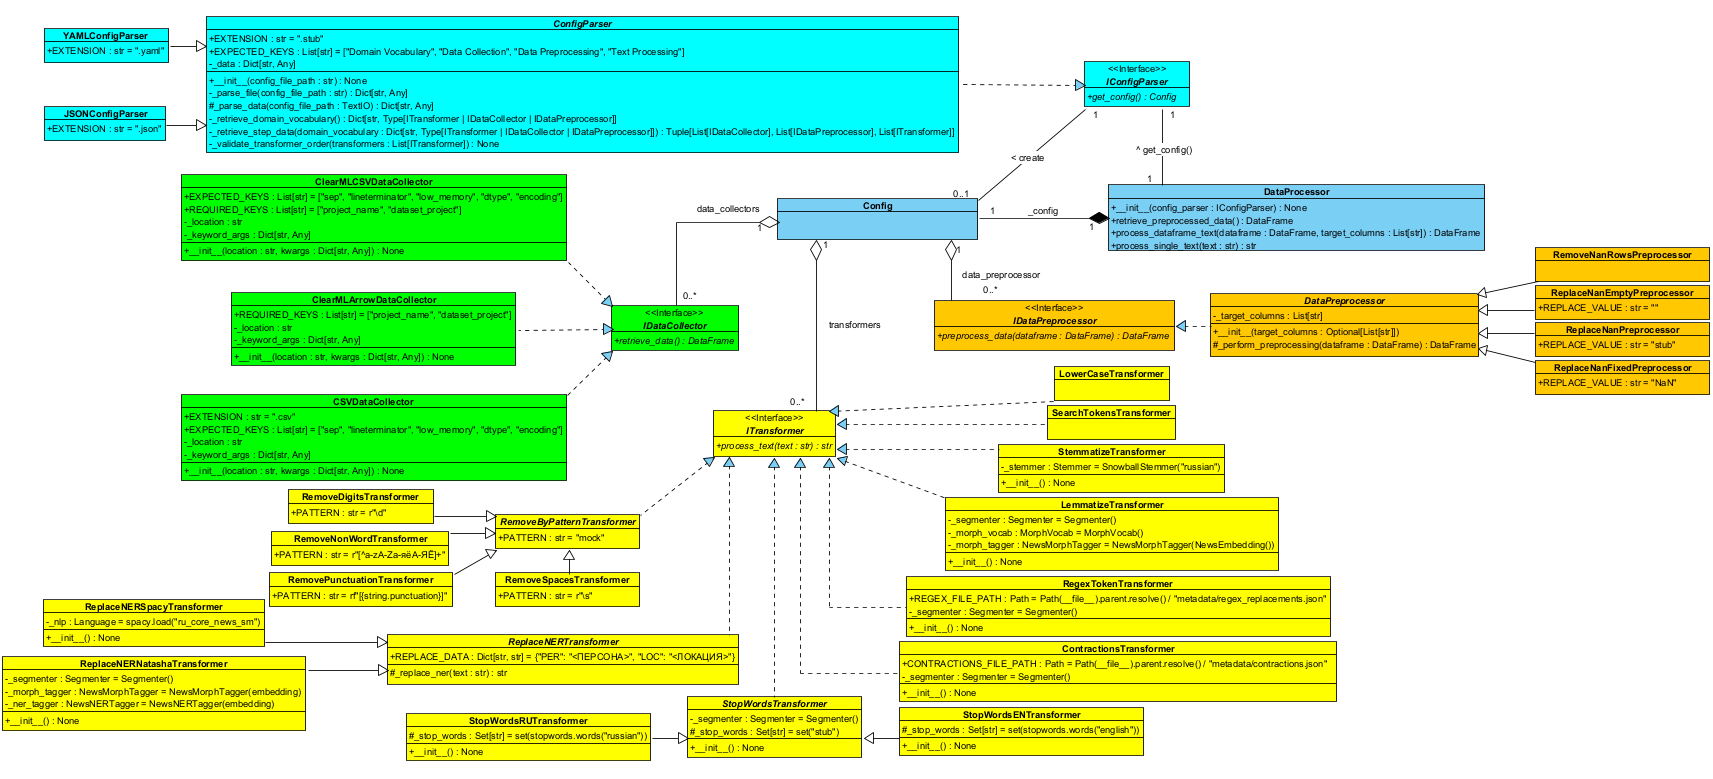 YAMLConfigParser
+EXTENSION : str = ".yaml"
JSONConfigParser
+EXTENSION : str = ".json"
ConfigParser
+EXTENSION : str = ".stub"
+EXPECTED_KEYS : List[str] = ["Domain Vocabulary", "Data Collection", "Data Preprocessing", "Text Processing"]
-_data : Dict[str, Any]
+__init__(config_file_path : str) : None
-_parse_file(config_file_path : str) : Dict[str, Any]
#_parse_data(config_file_path : TextIO) : Dict[str, Any]
-_retrieve_domain_vocabulary() : Dict[str, Type[ITransformer | IDataCollector | IDataPreprocessor]]
-_retrieve_step_data(domain_vocabulary : Dict[str, Type[ITransformer | IDataCollector | IDataPreprocessor]]) : Tuple[List[IDataCollector], List[IDataPreprocessor], List[ITransformer]]
-_validate_transformer_order(transformers : List[ITransformer]) : None
<<Interface>>
IConfigParser
+get_config() : Config
1
1
< create
^ get_config()
0..1
1
ClearMLCSVDataCollector
+EXPECTED_KEYS : List[str] = ["sep", "lineterminator", "low_memory", "dtype", "encoding"]
+REQUIRED_KEYS : List[str] = ["project_name", "dataset_project"]
-_location : str
-_keyword_args : Dict[str, Any]
+__init__(location : str, kwargs : Dict[str, Any]) : None
data_collectors
1
Config
1
_config
1
1
1
DataProcessor
+__init__(config_parser : IConfigParser) : None
+retrieve_preprocessed_data() : DataFrame
+process_dataframe_text(dataframe : DataFrame, target_columns : List[str]) : DataFrame
+process_single_text(text : str) : str
ClearMLArrowDataCollector
+REQUIRED_KEYS : List[str] = ["project_name", "dataset_project"]
-_location : str
-_keyword_args : Dict[str, Any]
+__init__(location : str, kwargs : Dict[str, Any]) : None
0..*
<<Interface>>
IDataCollector
+retrieve_data() : DataFrame
transformers
data_preprocessor
0..*
<<Interface>>
IDataPreprocessor
+preprocess_data(dataframe : DataFrame) : DataFrame
DataPreprocessor
-_target_columns : List[str]
+__init__(target_columns : Optional[List[str]])
#_perform_preprocessing(dataframe : DataFrame) : DataFrame
RemoveNanRowsPreprocessor
ReplaceNanEmptyPreprocessor
+REPLACE_VALUE : str = ""
ReplaceNanPreprocessor
+REPLACE_VALUE : str = "stub"
ReplaceNanFixedPreprocessor
+REPLACE_VALUE : str = "NaN"
CSVDataCollector
+EXTENSION : str = ".csv"
+EXPECTED_KEYS : List[str] = ["sep", "lineterminator", "low_memory", "dtype", "encoding"]
-_location : str
-_keyword_args : Dict[str, Any]
+__init__(location : str, kwargs : Dict[str, Any]) : None
0..*
<<Interface>>
ITransformer
+process_text(text : str) : str
LowerCaseTransformer
SearchTokensTransformer
StemmatizeTransformer
-_stemmer : Stemmer = SnowballStemmer("russian")
+__init__() : None
LemmatizeTransformer
-_segmenter : Segmenter = Segmenter()
-_morph_vocab : MorphVocab = MorphVocab()
-_morph_tagger : NewsMorphTagger = NewsMorphTagger(NewsEmbedding())
+__init__() : None
RemoveDigitsTransformer
+PATTERN : str = r"\d"
RemoveNonWordTransformer
+PATTERN : str = r"[^a-zA-Zа-яёА-ЯЁ]+"
RemovePunctuationTransformer
+PATTERN : str = rf"[{string.punctuation}]"
RemoveByPatternTransformer
+PATTERN : str = "mock"
RemoveSpacesTransformer
+PATTERN : str = r"\s"
RegexTokenTransformer
+REGEX_FILE_PATH : Path = Path(__file__).parent.resolve() / "metadata/regex_replacements.json"
-_segmenter : Segmenter = Segmenter()
+__init__() : None
ReplaceNERSpacyTransformer
-_nlp : Language = spacy.load("ru_core_news_sm")
+__init__() : None
ReplaceNERNatashaTransformer
-_segmenter : Segmenter = Segmenter()
-_morph_tagger : NewsMorphTagger = NewsMorphTagger(embedding)
-_ner_tagger : NewsNERTagger = NewsNERTagger(embedding)
+__init__() : None
ReplaceNERTransformer
+REPLACE_DATA : Dict[str, str] = {"PER": "<ПЕРСОНА>", "LOC": "<ЛОКАЦИЯ>"}
#_replace_ner(text : str) : str
ContractionsTransformer
+CONTRACTIONS_FILE_PATH : Path = Path(__file__).parent.resolve() / "metadata/contractions.json"
-_segmenter : Segmenter = Segmenter()
+__init__() : None
StopWordsRUTransformer
#_stop_words : Set[str] = set(stopwords.words("russian"))
+__init__() : None
StopWordsTransformer
-_segmenter : Segmenter = Segmenter()
#_stop_words : Set[str] = set("stub")
+__init__() : None
StopWordsENTransformer
#_stop_words : Set[str] = set(stopwords.words("english"))
+__init__() : None